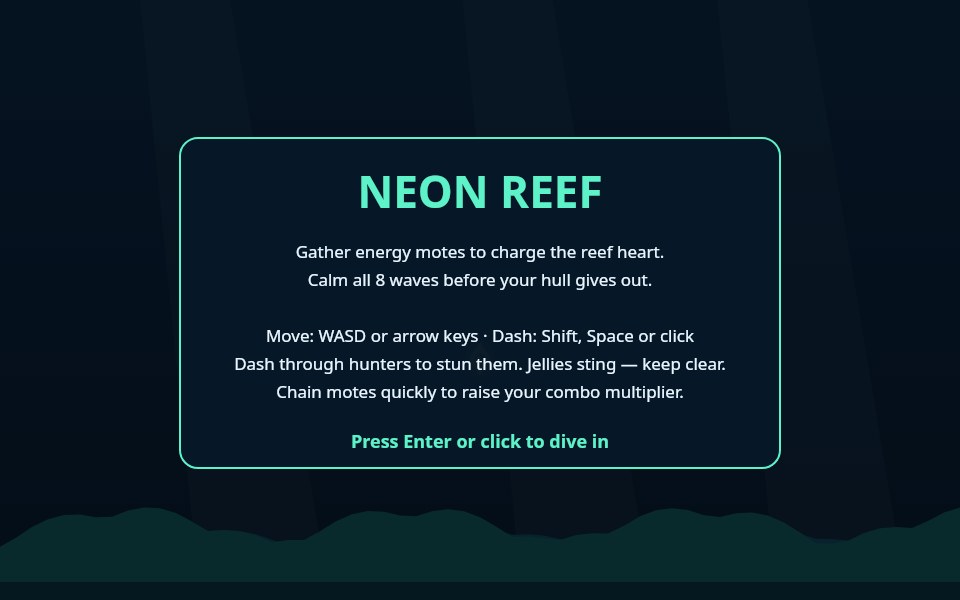 NEON REEF
Gather energy motes to charge the reef heart.
Calm all 8 waves before your hull gives out.
Move: WASD or arrow keys · Dash: Shift, Space or click
Dash through hunters to stun them. Jellies sting — keep clear.
Chain motes quickly to raise your combo multiplier.
Press Enter or click to dive in